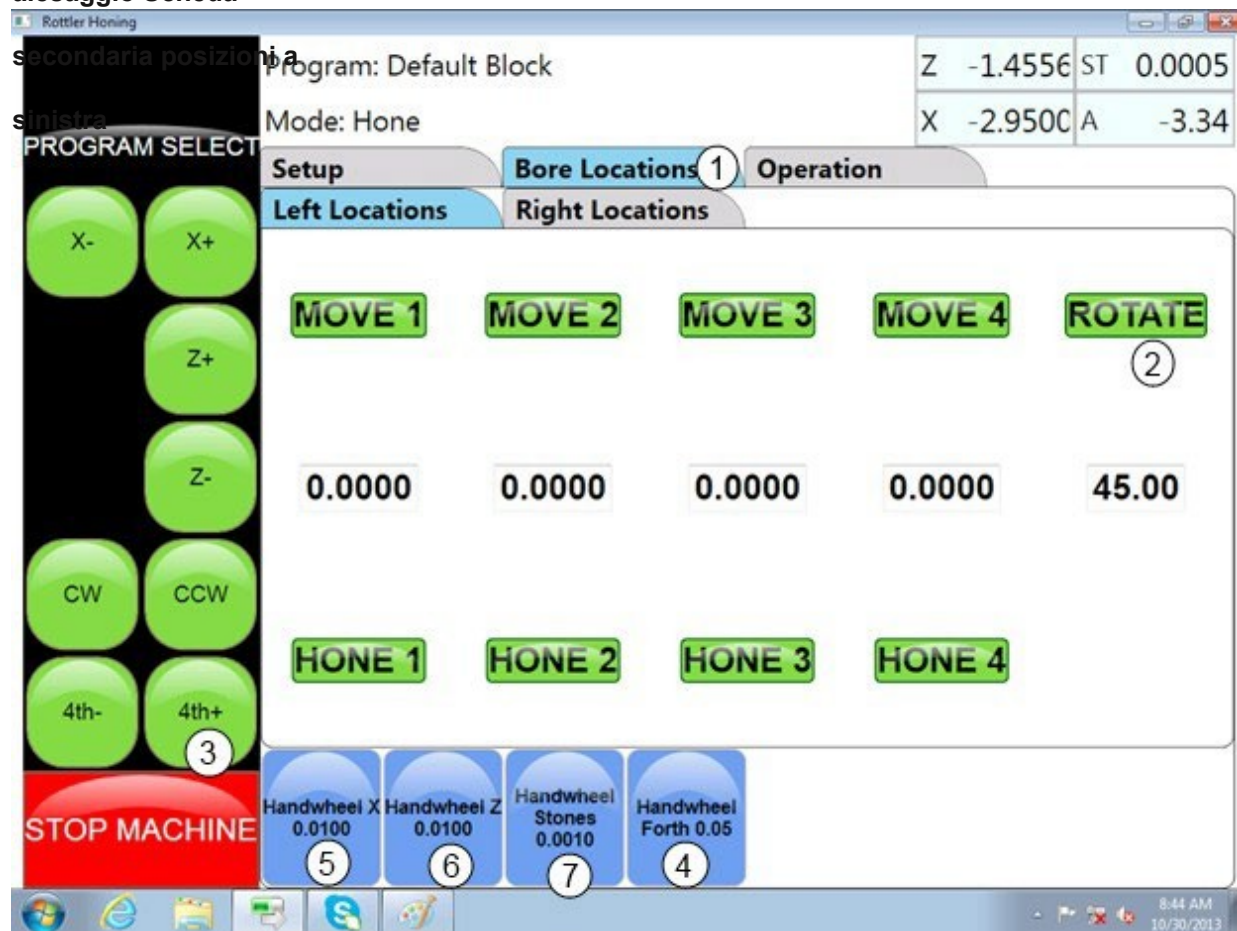 Rottler Honing
secondaria posizioni a
sinistra
PROGRAM SELECT
Program: Default Block
Mode: Hone
Z -1.4556 ST 0.0005
X -2.9500 A -3.34
Setup Bore Locations 1 Operation
Left Locations Right Locations
X- X+
Z+
Z-
CW CCW
4th- 4th+
3
STOP MACHINE
MOVE 1 MOVE 2 MOVE 3 MOVE 4 ROTATE
2
0.0000 0.0000 0.0000 0.0000 45.00
HONE 1 HONE 2 HONE 3 HONE 4
Handwheel X
0.0100
5
Handwheel Z
0.0100
6
Handwheel
Stones
0.0010
7
Handwheel
Forth 0.05
4
8:44 AM
10/30/2013